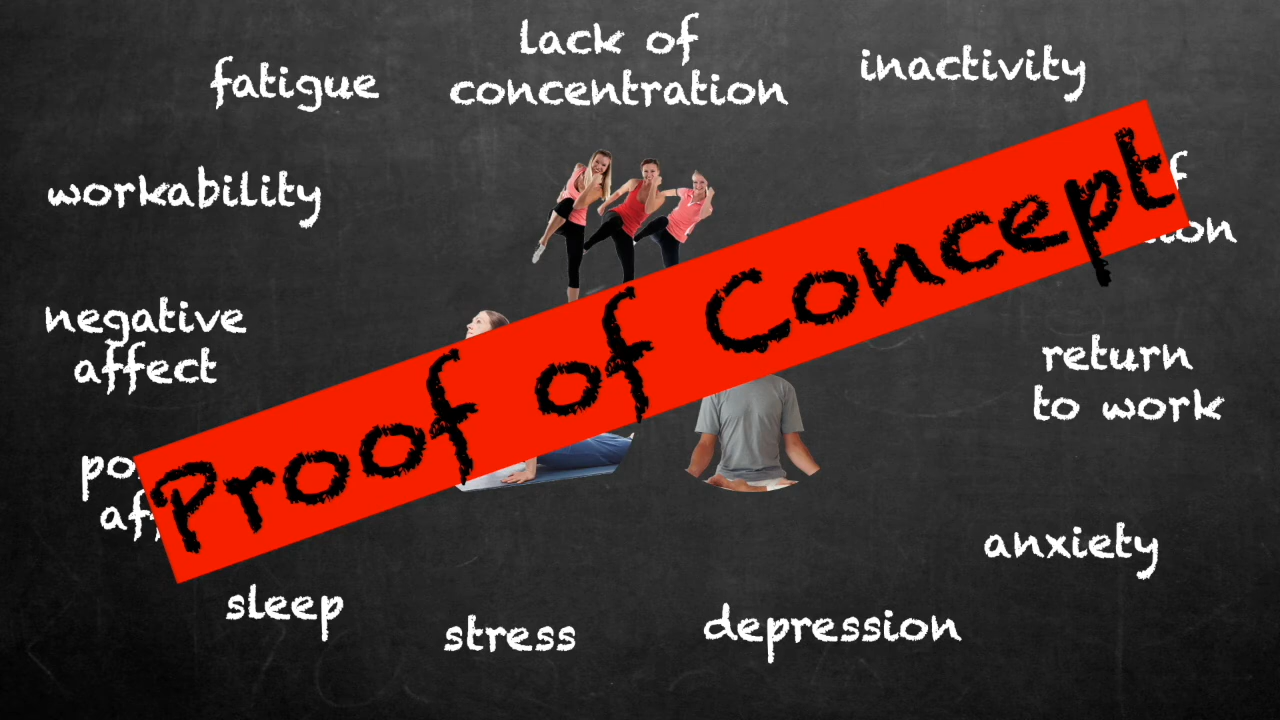 lack of
concentration
fatigue
inactivity
workability
negative
affect
return
to work
Proof of Concept
anxiety
sleep
stress
depression